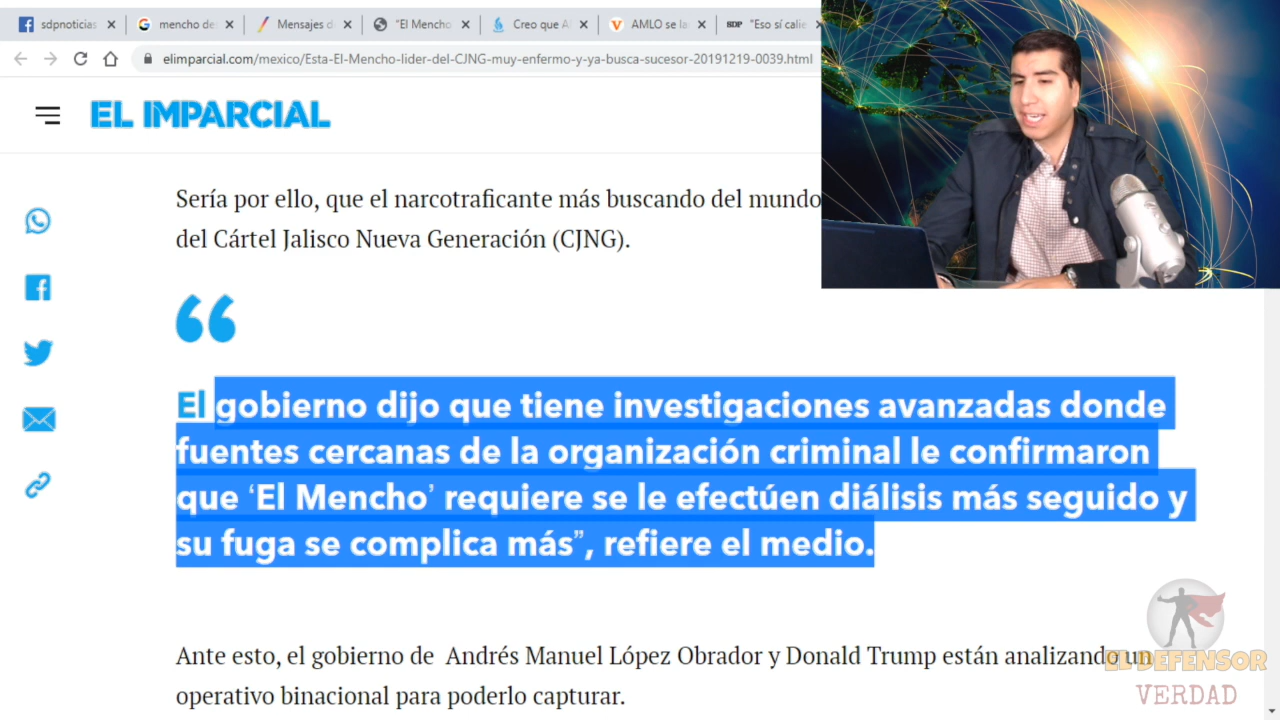 sdpnoticias
mencho de
Mensajes d
"El Mencho
Creo que A
AMLO se la
SDP "Eso sí calie
elimparcial.com/mexico/Esta-El-Mencho-lider-del-CJNG-muy-enfermo-y-ya-busca-sucesor-20191219-0039.html
EL IMPARCIAL
Sería por ello, que el narcotraficante más buscando del mundo
del Cártel Jalisco Nueva Generación (CJNG).
“
El gobierno dijo que tiene investigaciones avanzadas donde
fuentes cercanas de la organización criminal le confirmaron
que ‘El Mencho’ requiere se le efectúen diálisis más seguido y
su fuga se complica más”, refiere el medio.
Ante esto, el gobierno de Andrés Manuel López Obrador y Donald Trump están analizando un
operativo binacional para poderlo capturar.
EL DEFENSOR
VERDAD